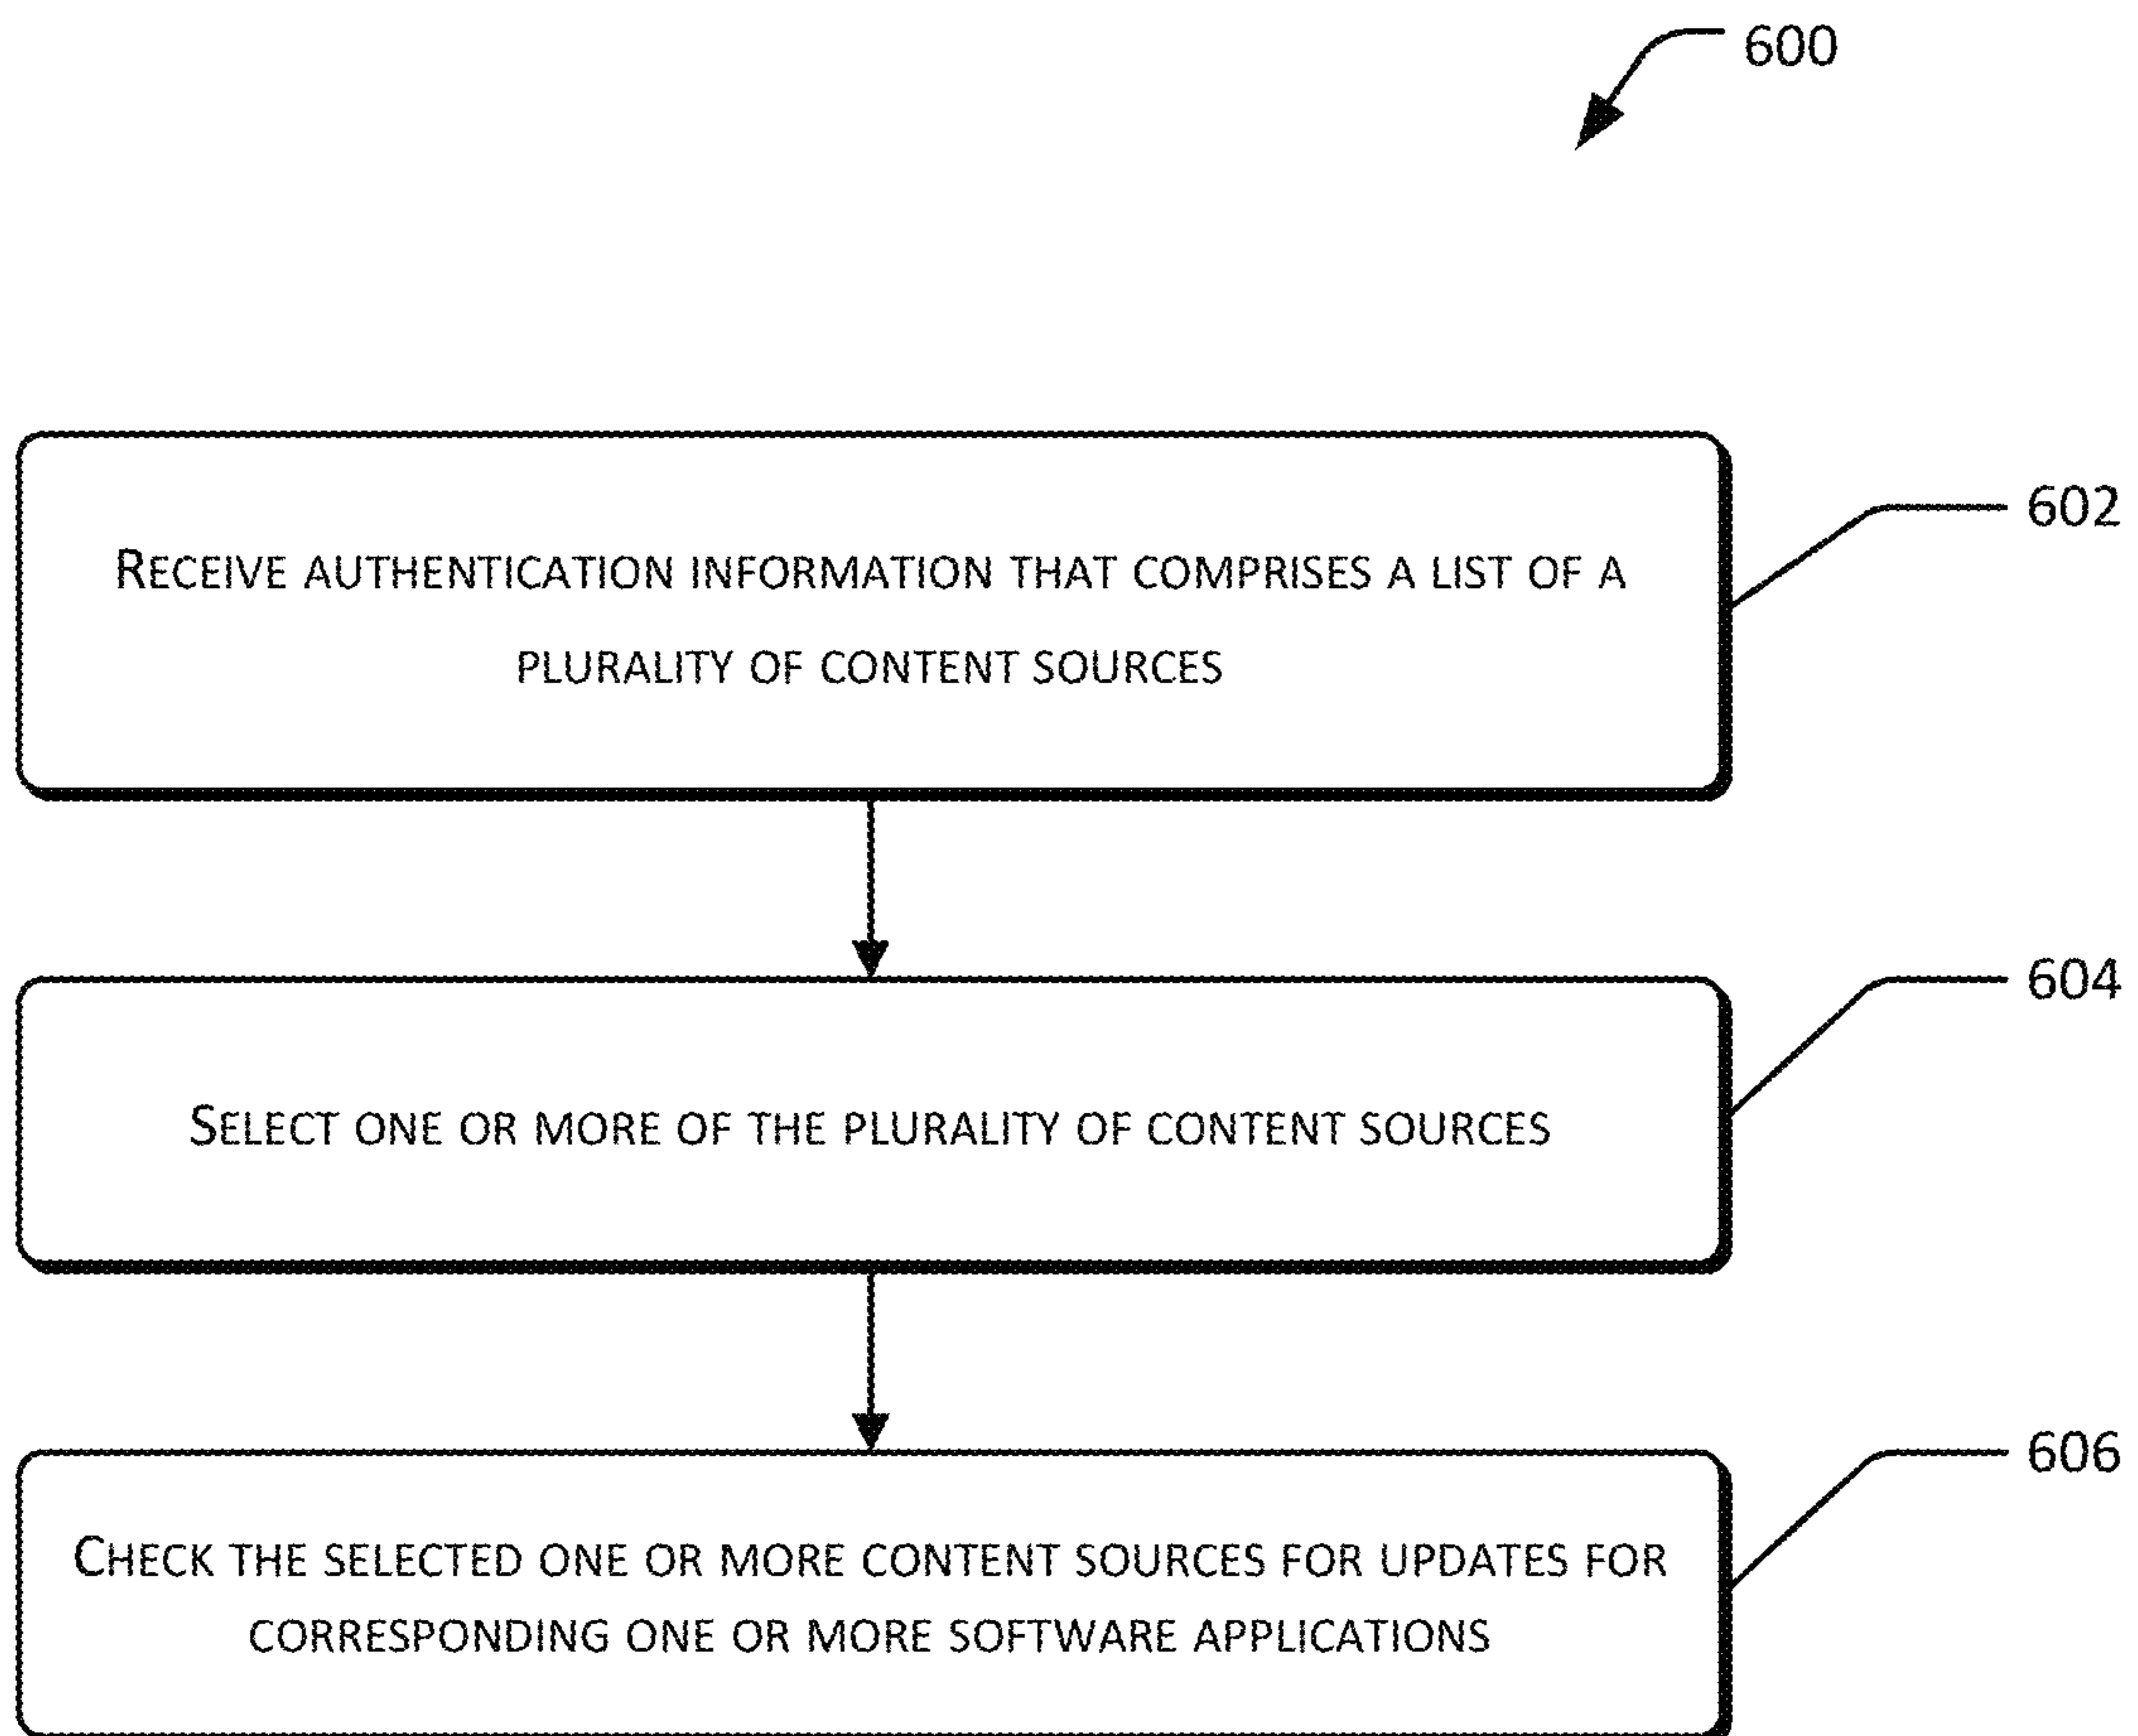 600
RECEIVE AUTHENTICATION INFORMATION THAT COMPRISES A LIST OF A
PLURALITY OF CONTENT SOURCES
602
SELECT ONE OR MORE OF THE PLURALITY OF CONTENT SOURCES
604
CHECK THE SELECTED ONE OR MORE CONTENT SOURCES FOR UPDATES FOR
CORRESPONDING ONE OR MORE SOFTWARE APPLICATIONS
606